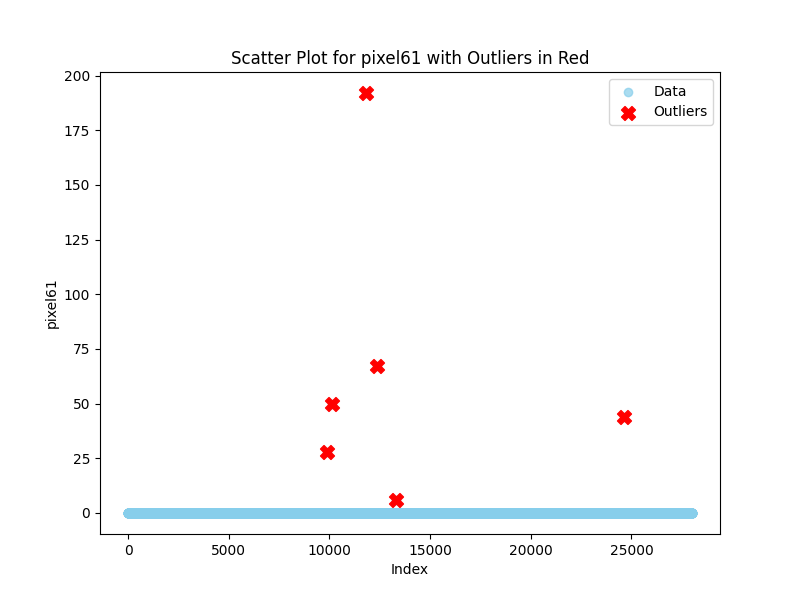 Scatter Plot for pixel61 with Outliers in Red
Data
Outliers
200
175
150
125
100
75
50
25
0
pixel61
0 5000 10000 15000 20000 25000
Index